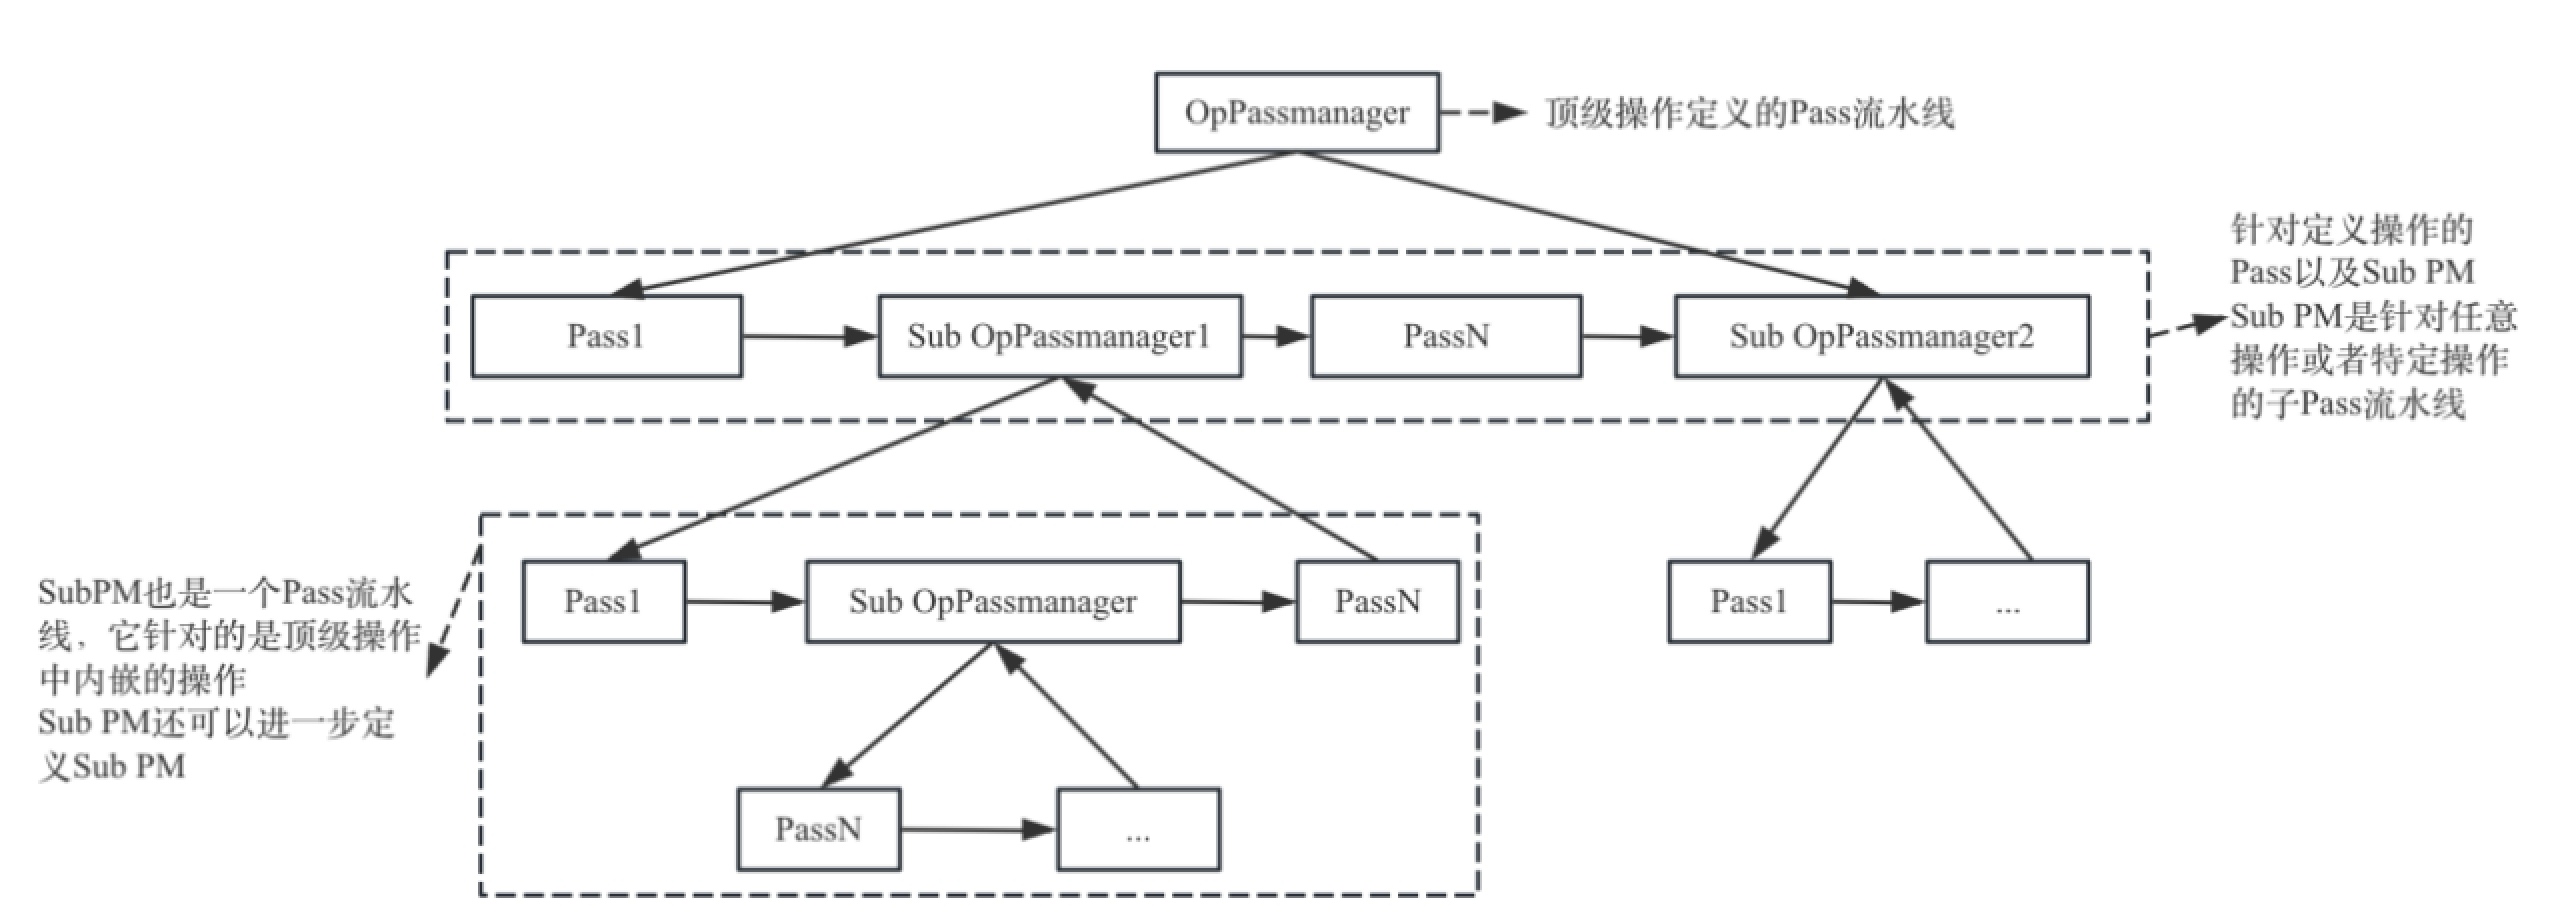 OpPassmanager
顶级操作定义的Pass流水线
针对定义操作的
Pass以及Sub PM
Sub PM是针对任意
操作或者特定操作
的子Pass流水线
Pass1
Sub OpPassmanager1
PassN
Sub OpPassmanager2
SubPM也是一个Pass流水
线，它针对的是顶级操作
中内嵌的操作
Sub PM还可以进一步定
义Sub PM
Pass1
Sub OpPassmanager
PassN
Pass1
...
PassN
...